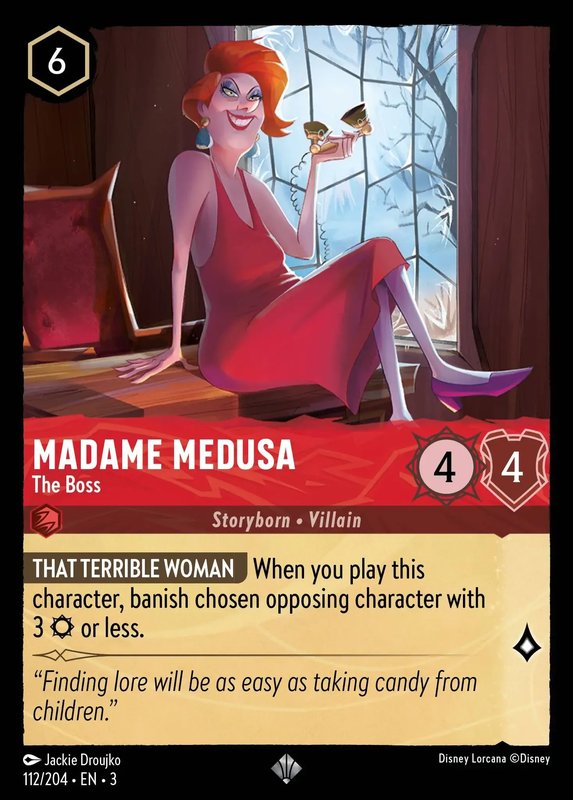 6
MADAME MEDUSA
The Boss
4
4
Storyborn • Villain
THAT TERRIBLE WOMAN When you play this
character, banish chosen opposing character with
3 or less.
“Finding lore will be as easy as taking candy from
children.”
Jackie Droujko
Disney Lorcana ©Disney
112/204 • EN • 3